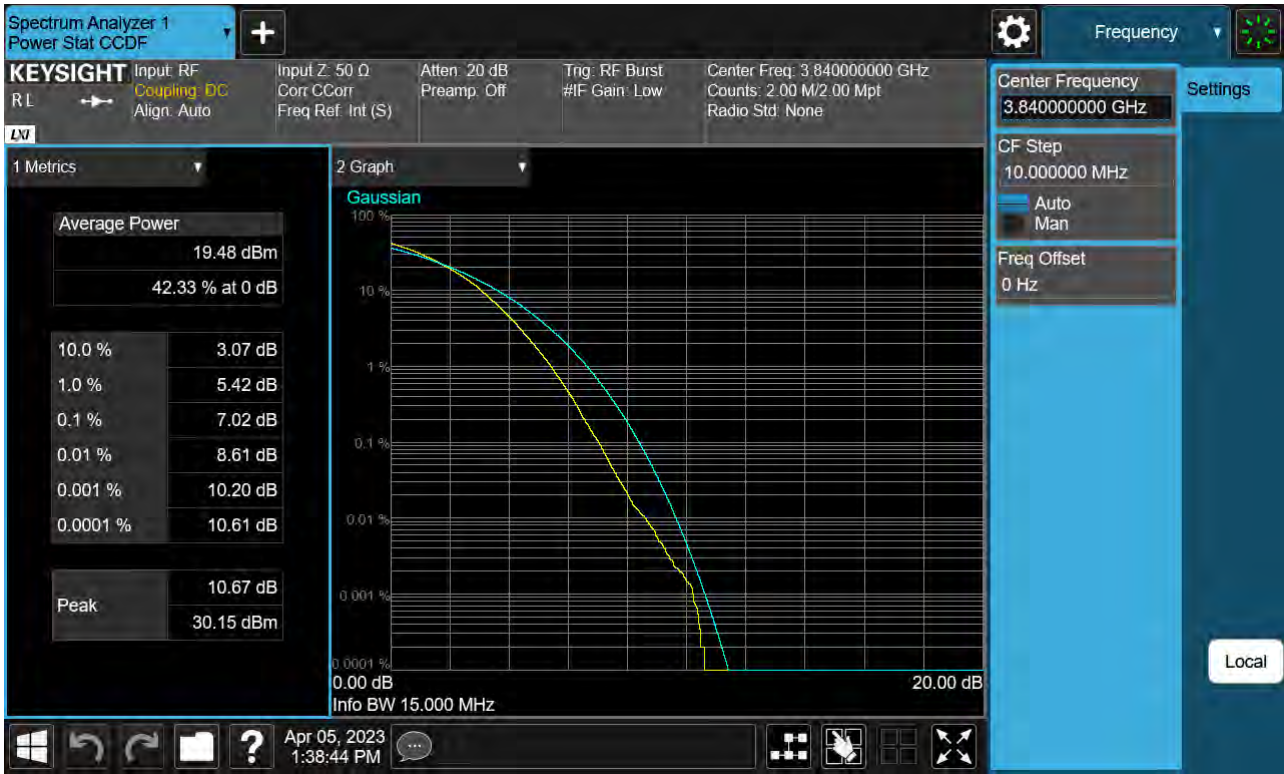 Spectrum Analyzer 1
Power Stat CCDF
+
Frequency
KEYSIGHT
RL
LXI
Input: RF
Coupling: DC
Align: Auto
Input Z: 50 Ω
Corr CCorr
Freq Ref: Int (S)
Atten: 20 dB
Preamp: Off
Trig: RF Burst
#IF Gain: Low
Center Freq: 3.840000000 GHz
Counts: 2.00 M/2.00 Mpt
Radio Std: None
Center Frequency
3.840000000 GHz
Settings
CF Step
10.000000 MHz
Auto
Man
Freq Offset
0 Hz
1 Metrics
Average Power
19.48 dBm
42.33 % at 0 dB
10.0 % 3.07 dB
1.0 % 5.42 dB
0.1 % 7.02 dB
0.01 % 8.61 dB
0.001 % 10.20 dB
0.0001 % 10.61 dB
Peak
10.67 dB
30.15 dBm
2 Graph
Gaussian
100 %
10 %
1 %
0.1 %
0.01 %
0.001 %
0.0001 %
0.00 dB 20.00 dB
Info BW 15.000 MHz
Local
?
Apr 05, 2023
1:38:44 PM